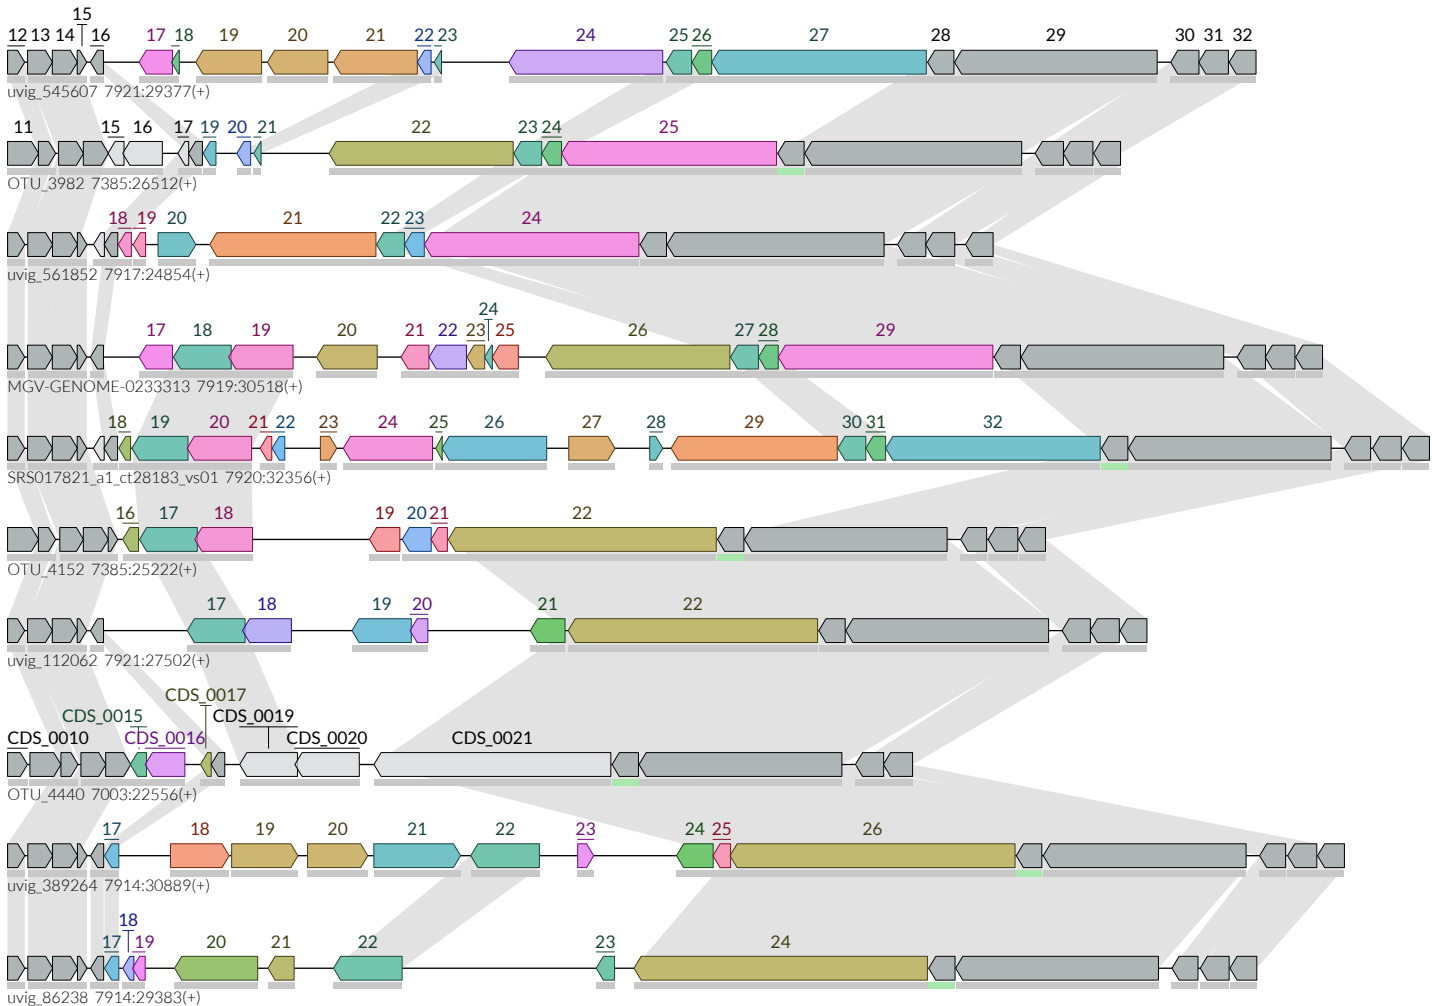 15
12 13 14 16 17 18 19 20 21 22 23 24 25 26 27 28 29 30 31 32
uvig_545607 7921:29377(+)
11 15 16 17 19 20 21 22 23 24 25
OTU_3982 7385:26512(+)
18 19 20 21 22 23 24
uvig_561852 7917:24854(+)
24
17 18 19 20 21 22 23 25 26 27 28 29
MGV-GENOME-0233313 7919:30518(+)
18 19 20 21 22 23 24 25 26 27 28 29 30 31 32
SRS017821_a1_ct28183_vs01 7920:32356(+)
16 17 18 19 20 21 22
OTU_4152 7385:25222(+)
17 18 19 20 21 22
uvig_112062 7921:27502(+)
CDS_0017
CDS_0015 CDS_0019
CDS_0010 CDS_0016 CDS_0020 CDS_0021
OTU_4440 7003:22556(+)
17 18 19 20 21 22 23 24 25 26
uvig_389264 7914:30889(+)
18
17 19 20 21 22 23 24
uvig_86238 7914:29383(+)